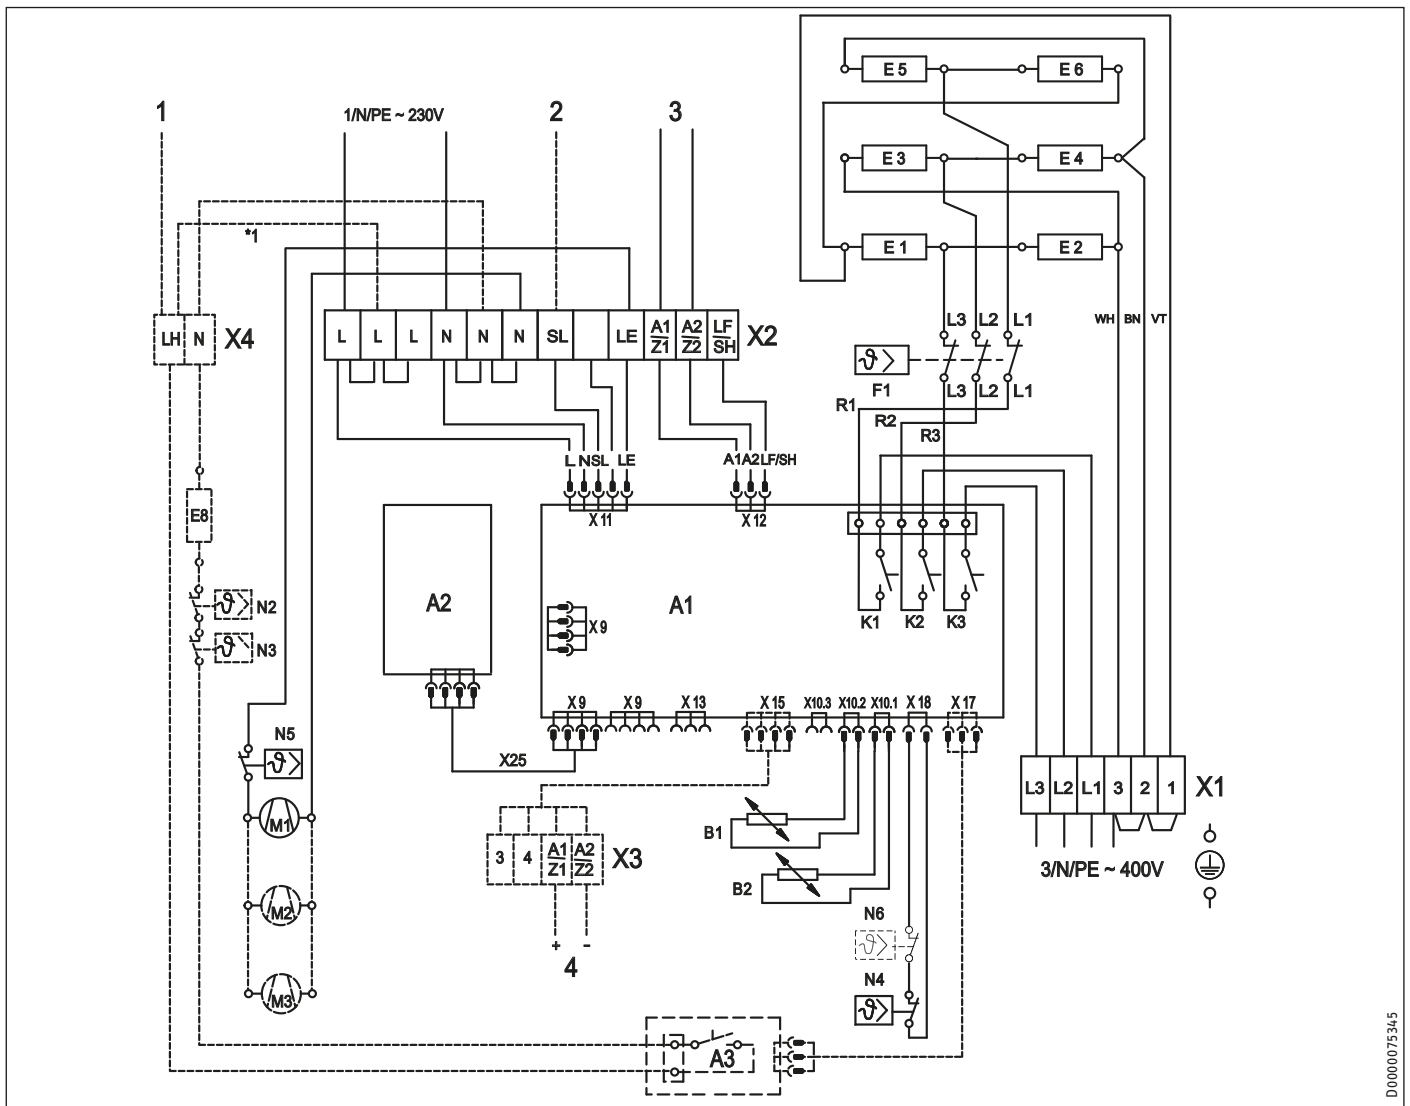 E 5
E 6
1
1/N/PE ~ 230V
2
3
E 3
E 4
*1
E 1
E 2
WH
BN
VT
L3
L2
L1
LH
N
X4
L
L
L
N
N
N
SL
LE
A1
Z1
A2
Z2
LF
SH
X2
F1
L3
L2
L1
R1
R2
R3
L
N
SL
LE
A1
A2
LF/SH
X 11
X 12
E8
A2
A1
X 9
K1
K2
K3
N2
N3
X 9
X 9
X 13
X 15
X10.3
X10.2
X10.1
X 18
X 17
N5
X25
M1
L3
L2
L1
3
2
1
X1
B1
3
4
A1
Z1
A2
Z2
X3
3/N/PE ~ 400V
B2
M2
N6
+
-
4
N4
M3
A3
D0000075345